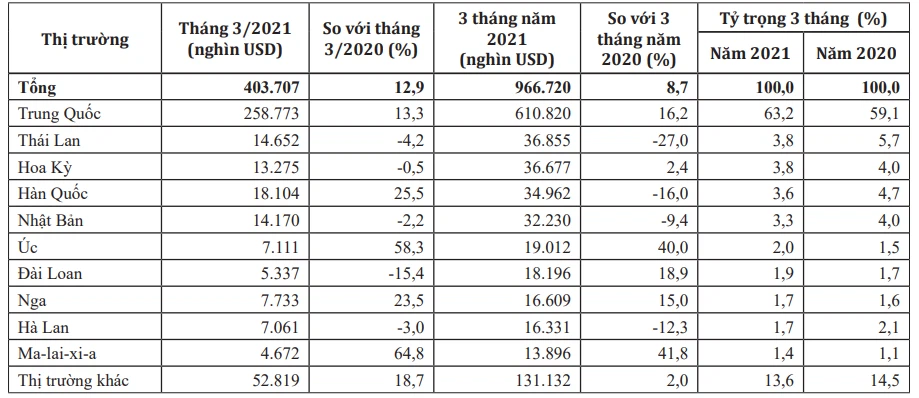 Thị trường | Tháng 3/2021 (nghìn USD) | So với tháng 3/2020 (%) | 3 tháng năm 2021 (nghìn USD) | So với 3 tháng năm 2020 (%) | Tỷ trọng 3 tháng (%)
Năm 2021 | Năm 2020
Tổng | 403.707 | 12,9 | 966.720 | 8,7 | 100,0 | 100,0
Trung Quốc | 258.773 | 13,3 | 610.820 | 16,2 | 63,2 | 59,1
Thái Lan | 14.652 | -4,2 | 36.855 | -27,0 | 3,8 | 5,7
Hoa Kỳ | 13.275 | -0,5 | 36.677 | 2,4 | 3,8 | 4,0
Hàn Quốc | 18.104 | 25,5 | 34.962 | -16,0 | 3,6 | 4,7
Nhật Bản | 14.170 | -2,2 | 32.230 | -9,4 | 3,3 | 4,0
Úc | 7.111 | 58,3 | 19.012 | 40,0 | 2,0 | 1,5
Đài Loan | 5.337 | -15,4 | 18.196 | 18,9 | 1,9 | 1,7
Nga | 7.733 | 23,5 | 16.609 | 15,0 | 1,7 | 1,6
Hà Lan | 7.061 | -3,0 | 16.331 | -12,3 | 1,7 | 2,1
Ma-lai-xi-a | 4.672 | 64,8 | 13.896 | 41,8 | 1,4 | 1,1
Thị trường khác | 52.819 | 18,7 | 131.132 | 2,0 | 13,6 | 14,5